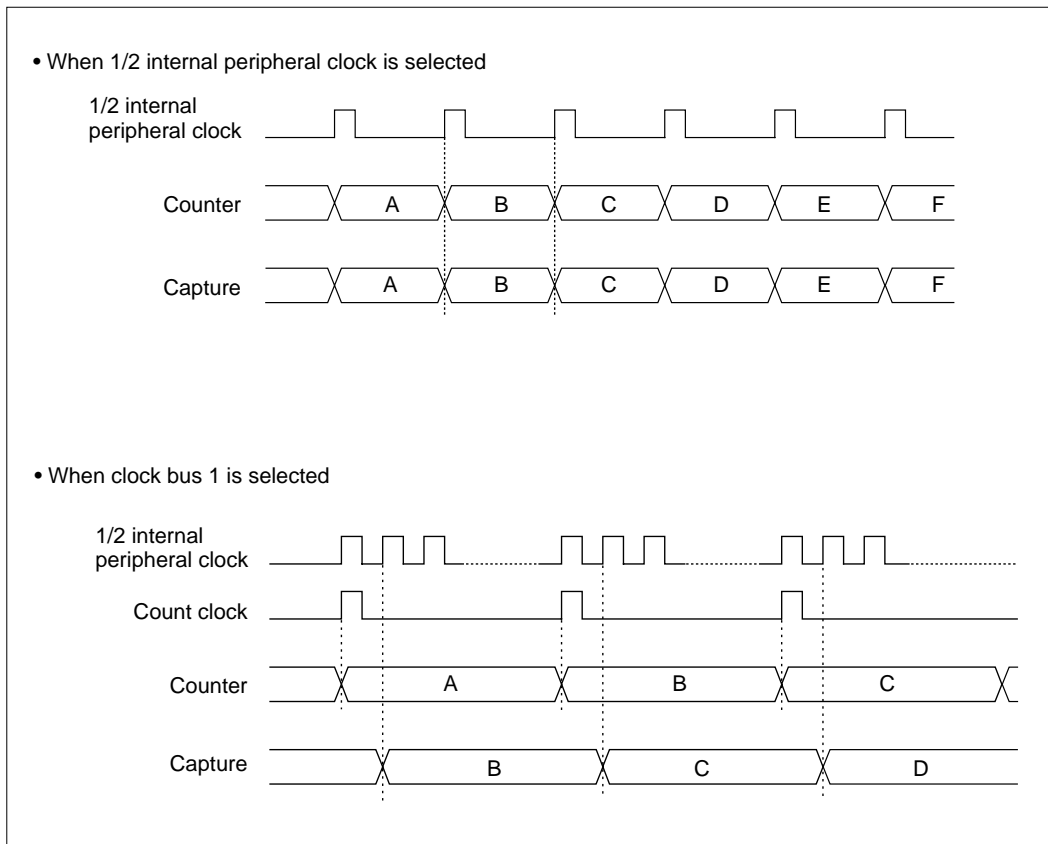 • When 1/2 internal peripheral clock is selected
1/2 internal
peripheral clock
Counter A B C D E F
Capture A B C D E F
• When clock bus 1 is selected
1/2 internal
peripheral clock
Count clock
Counter A B C
Capture B C D